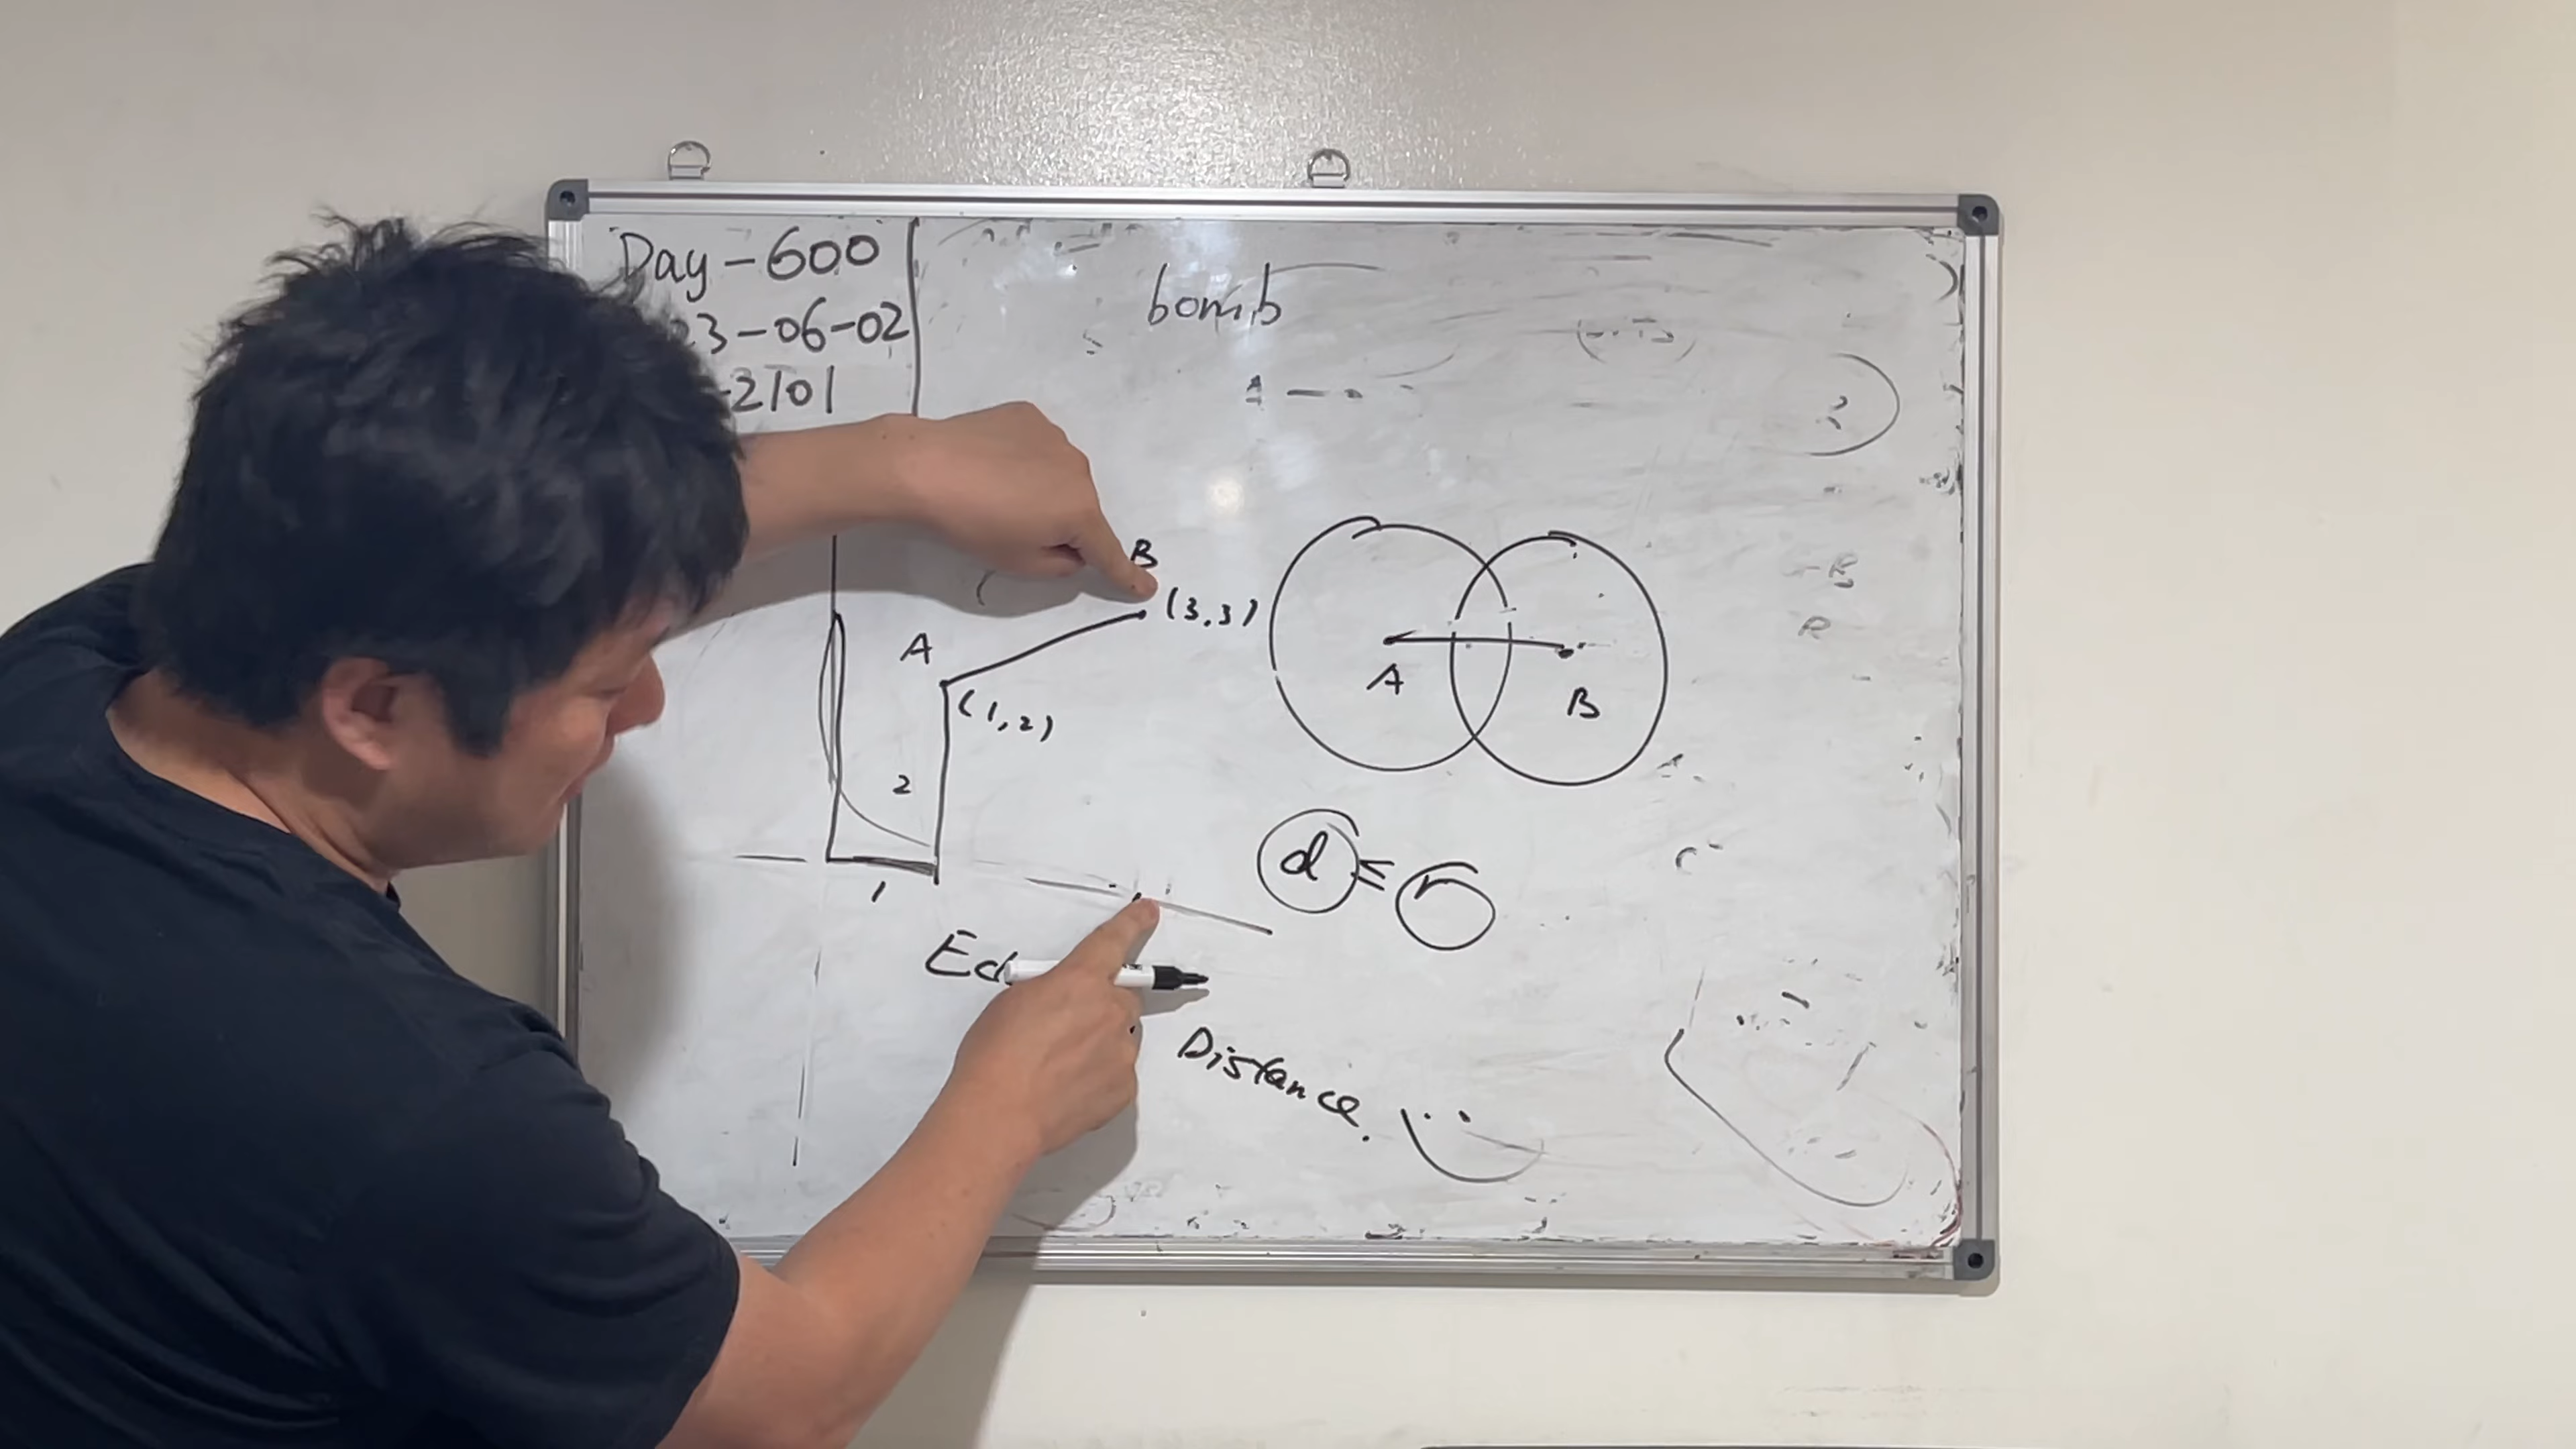 Day-600
23-06-02
-2101
bomb
B
(3,3)
A
(1,2)
2
1
A
B
d ≤ r
Ed
Distance.